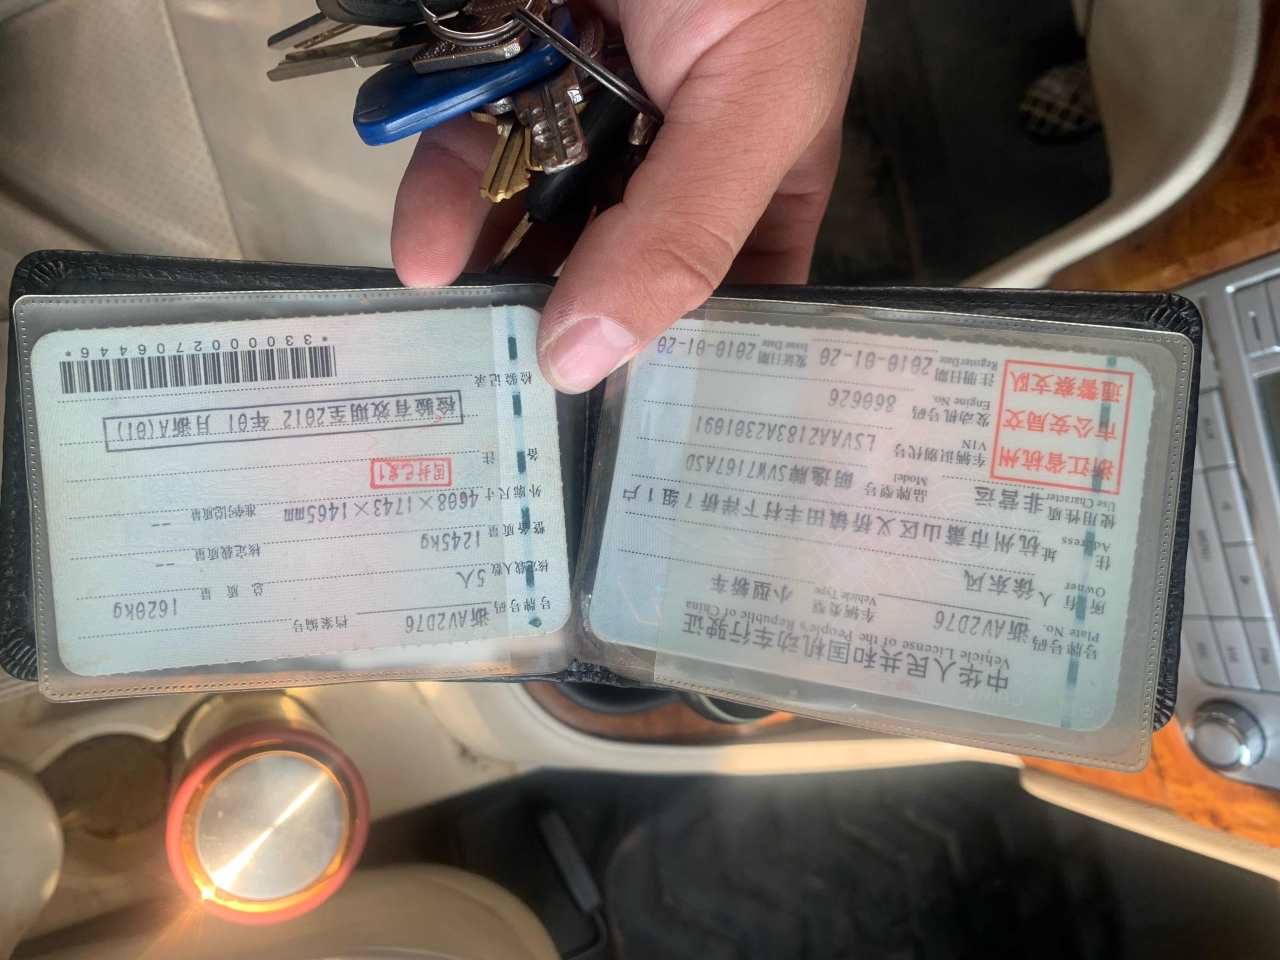 中华人民共和国机动车行驶证
Vehicle License of the People's Republic of China
号牌号码 浙AV2D76 车辆类型 小型轿车
Plate No. Vehicle Type
所有人 徐东风
Owner
住址 杭州市萧山区义桥镇田丰村下洋桥7组1户
Address
使用性质 非营运 品牌型号 朗逸牌SVW7167ASD
Use Character Model
浙江省杭州
市公安局交
通警察支队
车辆识别代号 LSVAA2183A2301091
VIN
发动机号码 860626
Engine No.
注册日期 2010-01-20 发证日期 2010-01-20
Register Date Issue Date
号牌号码 浙AV2D76 档案编号
核定载人数 5人 总质量 1620kg
整备质量 1245kg 核定载质量 --
外廓尺寸 4608×1743×1465mm 准牵引总质量 --
备注
检验有效期至2012年01月浙A(01)
检验记录
*3300002706446*